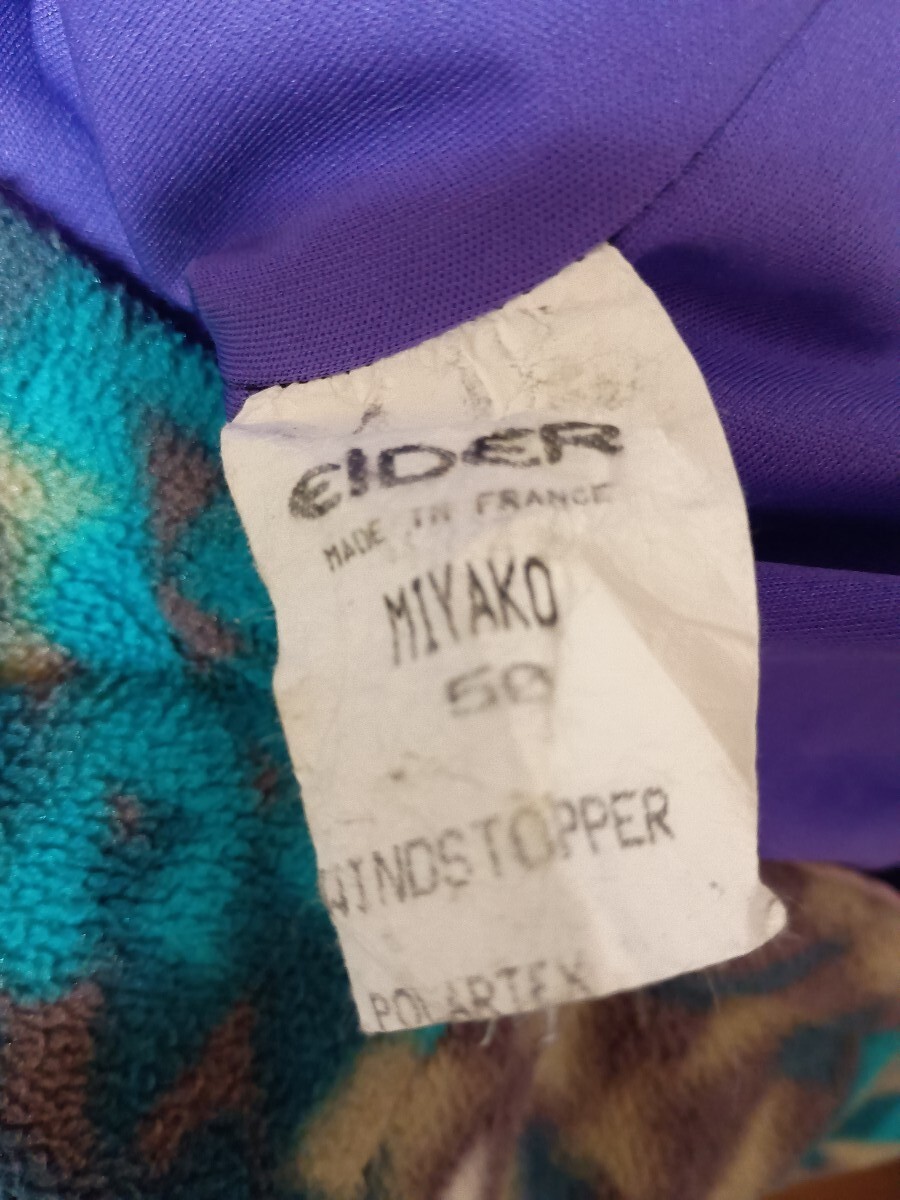 EIDER
MADE IN FRANCE
MIYAKO
50
WINDSTOPPER
POLARTEX